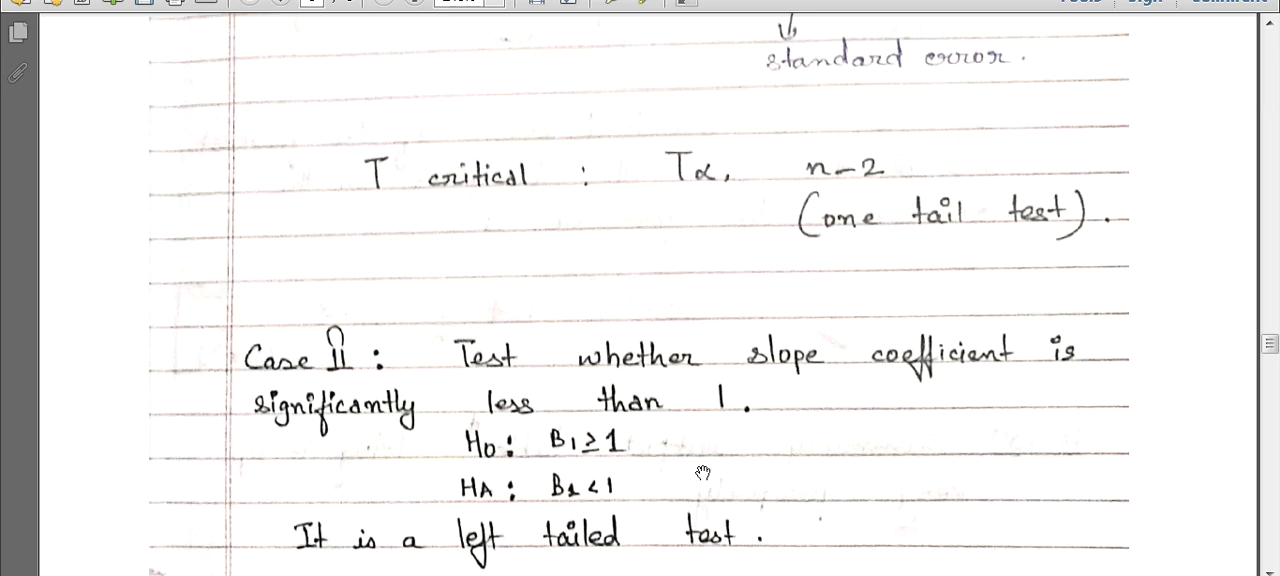 standard error.
T critical : Tα, n-2
(one tail test).
Case II : Test whether slope coefficient is
significantly less than 1.
H0 : B1 ≥ 1
HA : B1 < 1
It is a left tailed test.